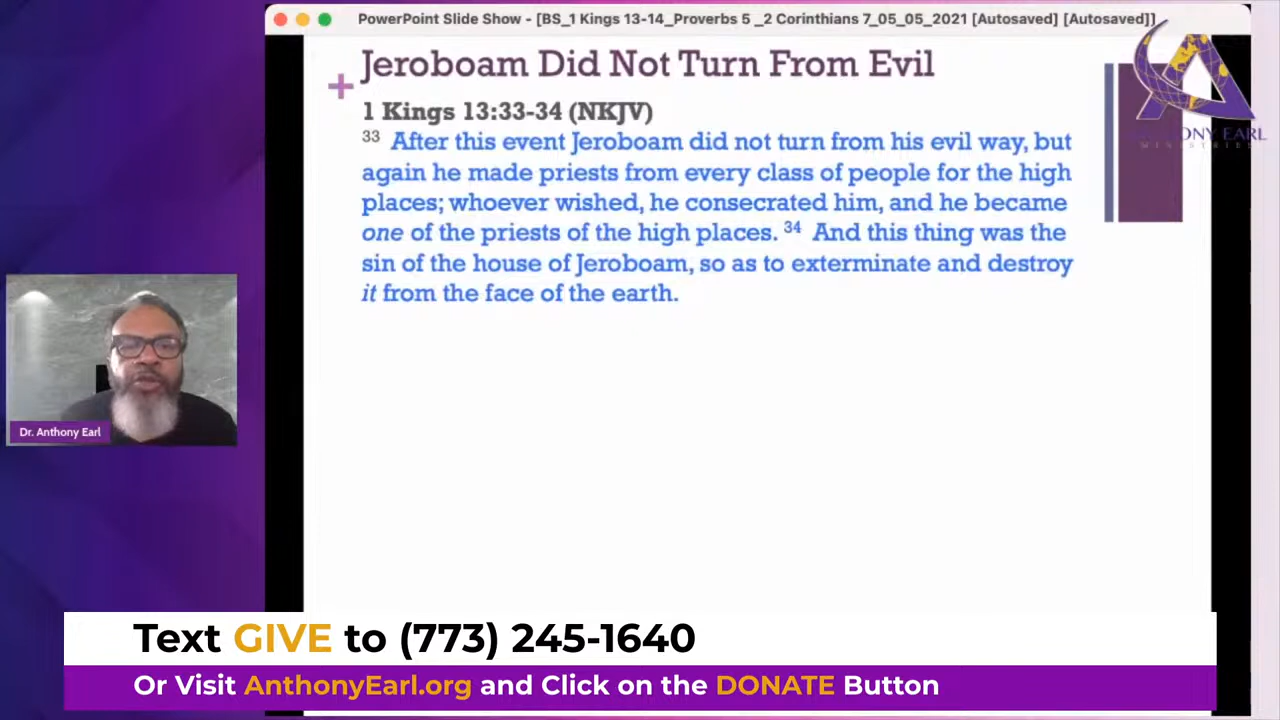 PowerPoint Slide Show - [BS_1 Kings 13-14_Proverbs 5 _2 Corinthians 7_05_05_2021 [Autosaved] [Autosaved]]
Jeroboam Did Not Turn From Evil
+
1 Kings 13:33-34 (NKJV)
33 After this event Jeroboam did not turn from his evil way, but
again he made priests from every class of people for the high
places; whoever wished, he consecrated him, and he became
one of the priests of the high places. 34 And this thing was the
sin of the house of Jeroboam, so as to exterminate and destroy
it from the face of the earth.
ANTHONY EARL
MINISTRIES
Dr. Anthony Earl
Text GIVE to (773) 245-1640
Or Visit AnthonyEarl.org and Click on the DONATE Button